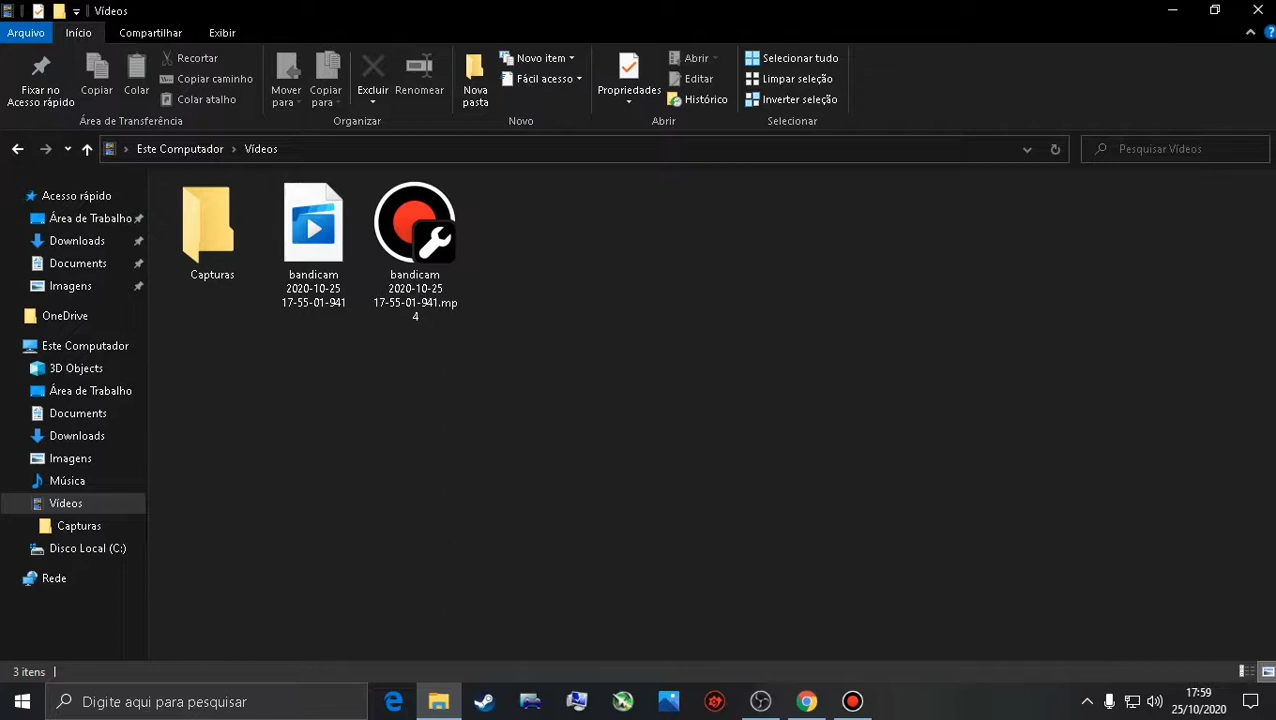 Vídeos
Arquivo Início Compartilhar Exibir
Fixar no Acesso rápido
Copiar
Colar
Recortar
Copiar caminho
Colar atalho
Área de Transferência
Mover para
Copiar para
Excluir
Renomear
Organizar
Nova pasta
Novo item
Fácil acesso
Novo
Propriedades
Abrir
Editar
Histórico
Abrir
Selecionar tudo
Limpar seleção
Inverter seleção
Selecionar
Este Computador > Vídeos
Pesquisar Vídeos
Acesso rápido
Área de Trabalho
Downloads
Documents
Imagens
OneDrive
Este Computador
3D Objects
Área de Trabalho
Documents
Downloads
Imagens
Música
Vídeos
Capturas
Disco Local (C:)
Rede
Capturas
bandicam
2020-10-25
17-55-01-941
bandicam
2020-10-25
17-55-01-941.mp
4
3 itens
Digite aqui para pesquisar
17:59
25/10/2020